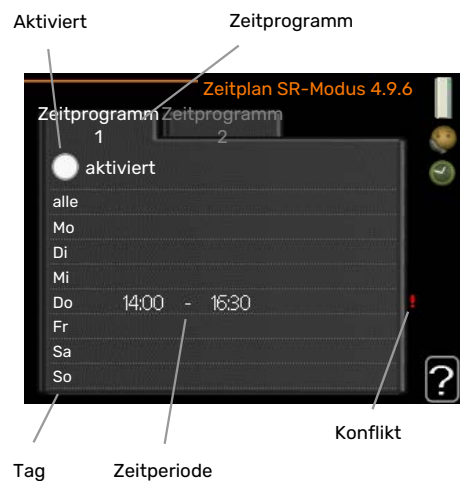 Aktiviert
Zeitprogramm
Zeitplan SR-Modus 4.9.6
Zeitprogramm 1
Zeitprogramm 2
aktiviert
alle
Mo
Di
Mi
Do 14:00 - 16:30
!
Fr
Sa
So
?
Konflikt
Tag
Zeitperiode